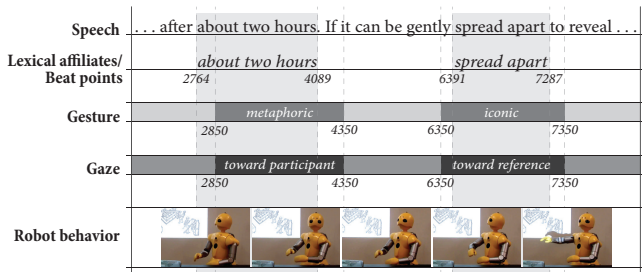 Speech . . . after about two hours. If it can be gently spread apart to reveal . . .
Lexical affiliates/ about two hours spread apart
Beat points 2764 4089 6391 7287
Gesture metaphoric iconic
2850 4350 6350 7350
Gaze toward participant toward reference
2850 4350 6350 7350
Robot behavior